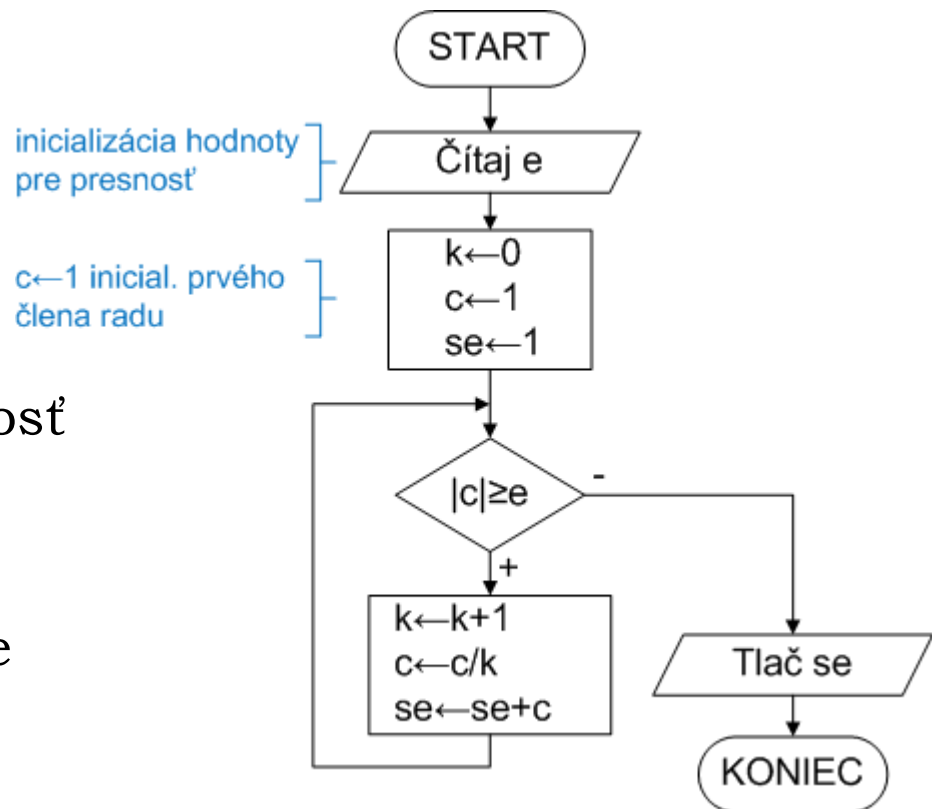 START
inicializácia hodnoty
pre presnosť
Čítaj e
c←1 inicial. prvého
člena radu
k←0
c←1
se←1
|c|≥e
-
+
k←k+1
c←c/k
se←se+c
Tlač se
KONIEC
osť
e